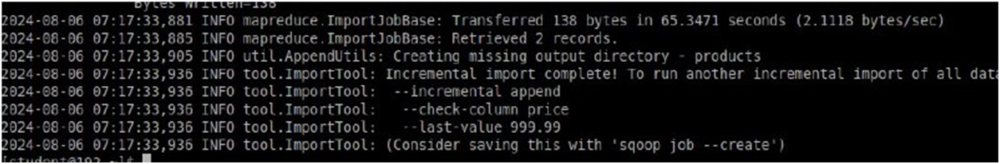 Bytes Written=138
2024-08-06 07:17:33,881 INFO mapreduce.ImportJobBase: Transferred 138 bytes in 65.3471 seconds (2.1118 bytes/sec)
2024-08-06 07:17:33,885 INFO mapreduce.ImportJobBase: Retrieved 2 records.
2024-08-06 07:17:33,905 INFO util.AppendUtils: Creating missing output directory - products
2024-08-06 07:17:33,936 INFO tool.ImportTool: Incremental import complete! To run another incremental import of all data
2024-08-06 07:17:33,936 INFO tool.ImportTool:  --incremental append
2024-08-06 07:17:33,936 INFO tool.ImportTool:   --check-column price
2024-08-06 07:17:33,936 INFO tool.ImportTool:   --last-value 999.99
2024-08-06 07:17:33,936 INFO tool.ImportTool: (Consider saving this with 'sqoop job --create')
[student@192 ~]$